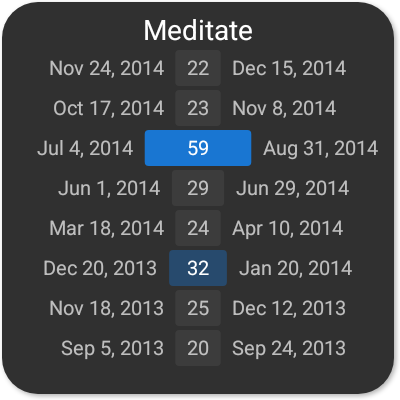 Meditate
Nov 24, 2014 22 Dec 15, 2014
Oct 17, 2014 23 Nov 8, 2014
Jul 4, 2014 59 Aug 31, 2014
Jun 1, 2014 29 Jun 29, 2014
Mar 18, 2014 24 Apr 10, 2014
Dec 20, 2013 32 Jan 20, 2014
Nov 18, 2013 25 Dec 12, 2013
Sep 5, 2013 20 Sep 24, 2013